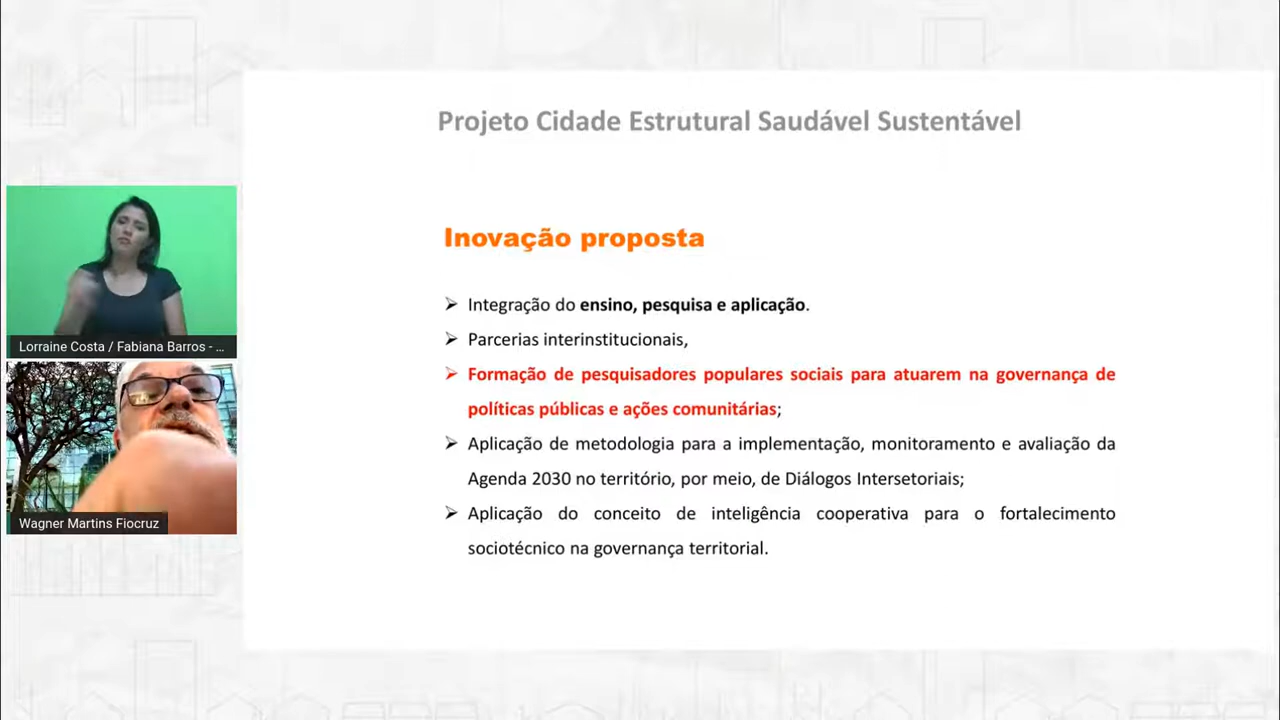 Projeto Cidade Estrutural Saudável Sustentável
Inovação proposta
Integração do ensino, pesquisa e aplicação.
Parcerias interinstitucionais,
Formação de pesquisadores populares sociais para atuarem na governança de
políticas públicas e ações comunitárias;
Aplicação de metodologia para a implementação, monitoramento e avaliação da
Agenda 2030 no território, por meio, de Diálogos Intersetoriais;
Aplicação do conceito de inteligência cooperativa para o fortalecimento
sociotécnico na governança territorial.
Lorraine Costa / Fabiana Barros - ...
Wagner Martins Fiocruz